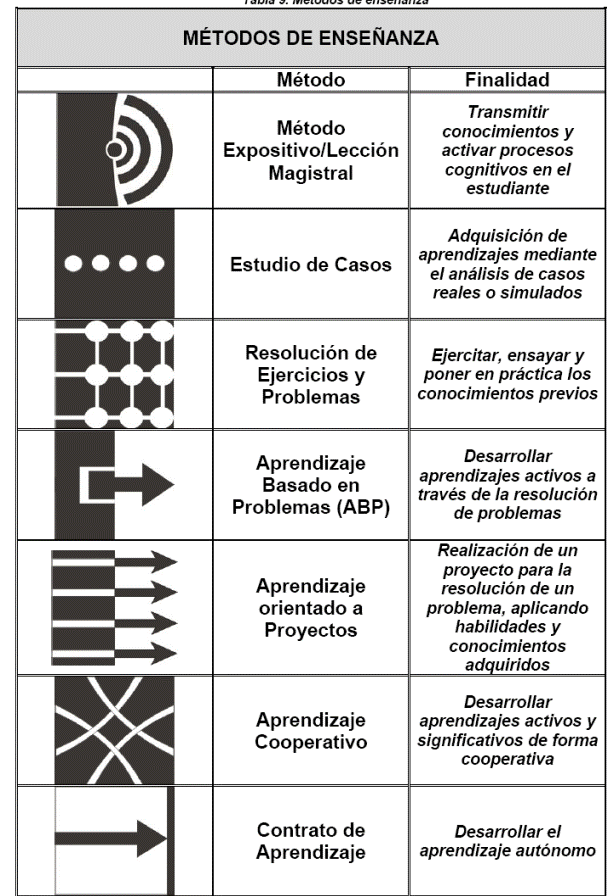 Tabla 9. Métodos de enseñanza
MÉTODOS DE ENSEÑANZA
Método
Finalidad
Método
Expositivo/Lección
Magistral
Transmitir
conocimientos y
activar procesos
cognitivos en el
estudiante
Estudio de Casos
Adquisición de
aprendizajes mediante
el análisis de casos
reales o simulados
Resolución de
Ejercicios y
Problemas
Ejercitar, ensayar y
poner en práctica los
conocimientos previos
Aprendizaje
Basado en
Problemas (ABP)
Desarrollar
aprendizajes activos a
través de la resolución
de problemas
Aprendizaje
orientado a
Proyectos
Realización de un
proyecto para la
resolución de un
problema, aplicando
habilidades y
conocimientos
adquiridos
Aprendizaje
Cooperativo
Desarrollar
aprendizajes activos y
significativos de forma
cooperativa
Contrato de
Aprendizaje
Desarrollar el
aprendizaje autónomo